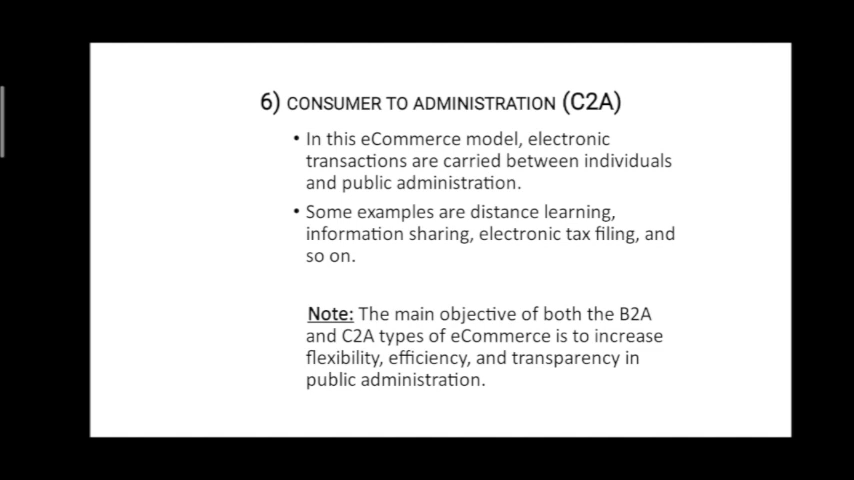 6) CONSUMER TO ADMINISTRATION (C2A)
• In this eCommerce model, electronic
transactions are carried between individuals
and public administration.
• Some examples are distance learning,
information sharing, electronic tax filing, and
so on.
Note: The main objective of both the B2A
and C2A types of eCommerce is to increase
flexibility, efficiency, and transparency in
public administration.